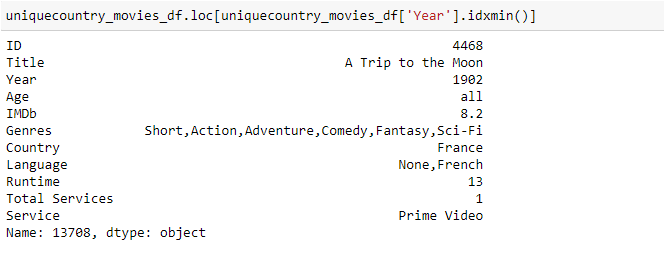 uniquecountry_movies_df.loc[uniquecountry_movies_df['Year'].idxmin()]
ID 4468
Title A Trip to the Moon
Year 1902
Age all
IMDb 8.2
Genres Short,Action,Adventure,Comedy,Fantasy,Sci-Fi
Country France
Language None,French
Runtime 13
Total Services 1
Service Prime Video
Name: 13708, dtype: object